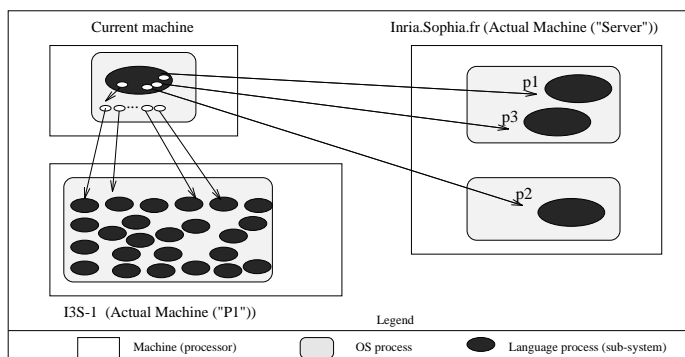 Current machine
Inria.Sophia.fr (Actual Machine ("Server"))
p1
p3
p2
...
I3S-1 (Actual Machine ("P1"))
Legend
Machine (processor)
OS process
Language process (sub-system)